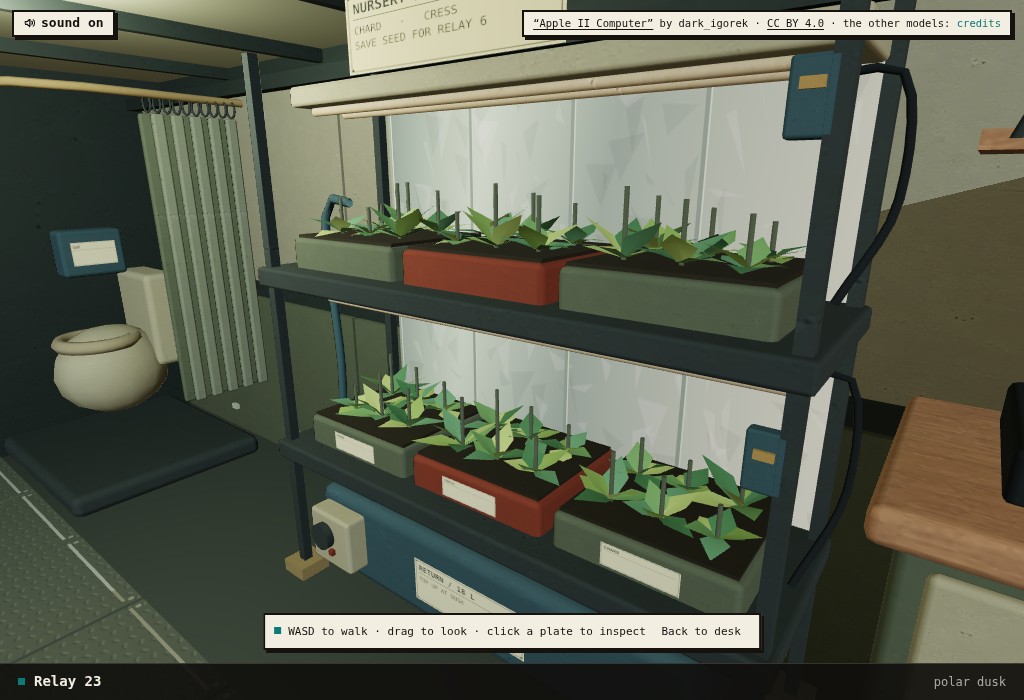 sound on
“Apple II Computer” by dark_igorek · CC BY 4.0 · the other models: credits
NURSERY
CHARD · CRESS
SAVE SEED FOR RELAY 6
RETURN / 18 L
WASD to walk · drag to look · click a plate to inspect Back to desk
Relay 23
polar dusk